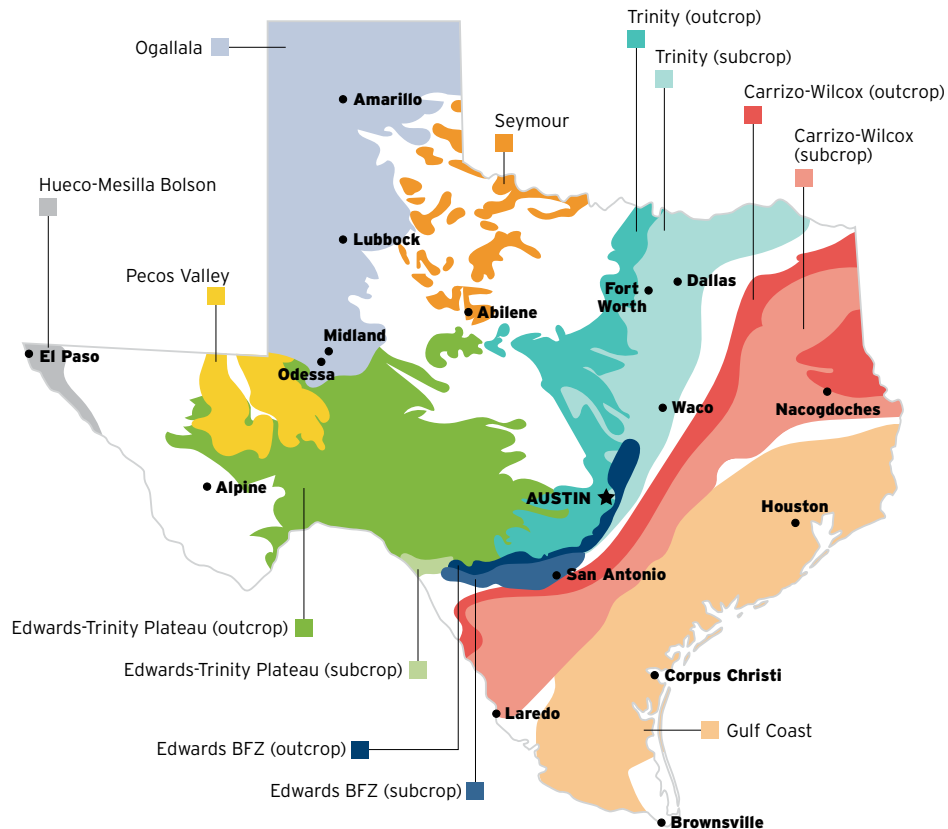 Trinity (outcrop)
Ogallala
Trinity (subcrop)
Carrizo-Wilcox (outcrop)
Amarillo
Seymour
Carrizo-Wilcox
(subcrop)
Hueco-Mesilla Bolson
Lubbock
Pecos Valley
Dallas
Fort
Worth
Abilene
Midland
El Paso
Odessa
Waco
Nacogdoches
Alpine
AUSTIN
Houston
San Antonio
Edwards-Trinity Plateau (outcrop)
Edwards-Trinity Plateau (subcrop)
Corpus Christi
Laredo
Gulf Coast
Edwards BFZ (outcrop)
Edwards BFZ (subcrop)
Brownsville